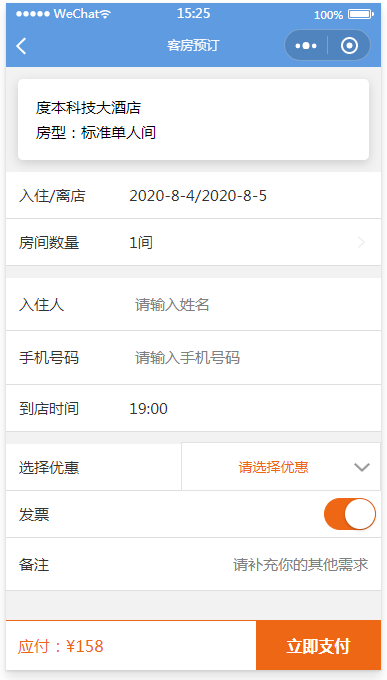 WeChat 15:25 100%
客房预订
度本科技大酒店
房型：标准单人间
入住/离店 2020-8-4/2020-8-5
房间数量 1间
入住人 请输入姓名
手机号码 请输入手机号码
到店时间 19:00
选择优惠 请选择优惠
发票
备注 请补充你的其他需求
应付：¥158 立即支付